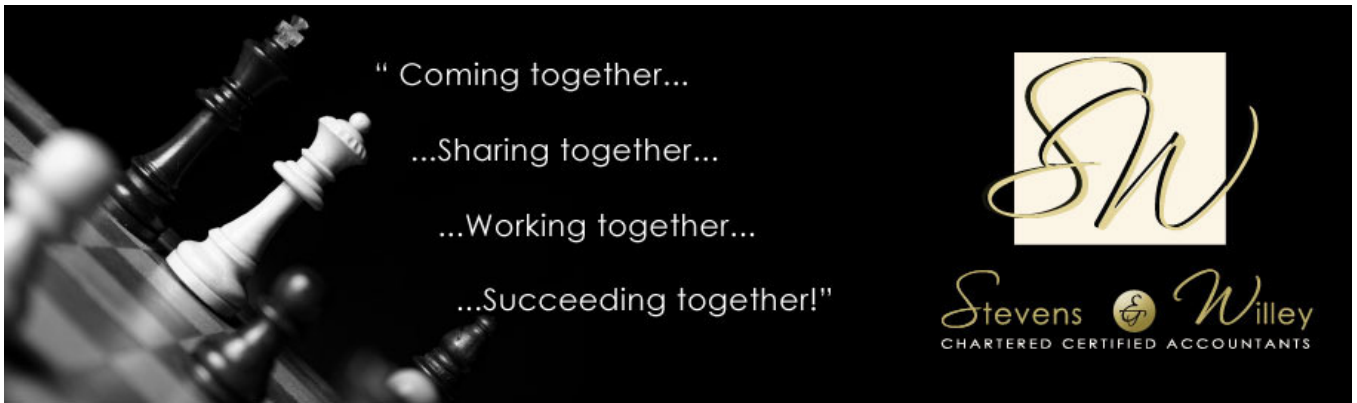 “ Coming together...
...Sharing together...
...Working together...
...Succeeding together!”
SW
Stevens & Willey
CHARTERED CERTIFIED ACCOUNTANTS